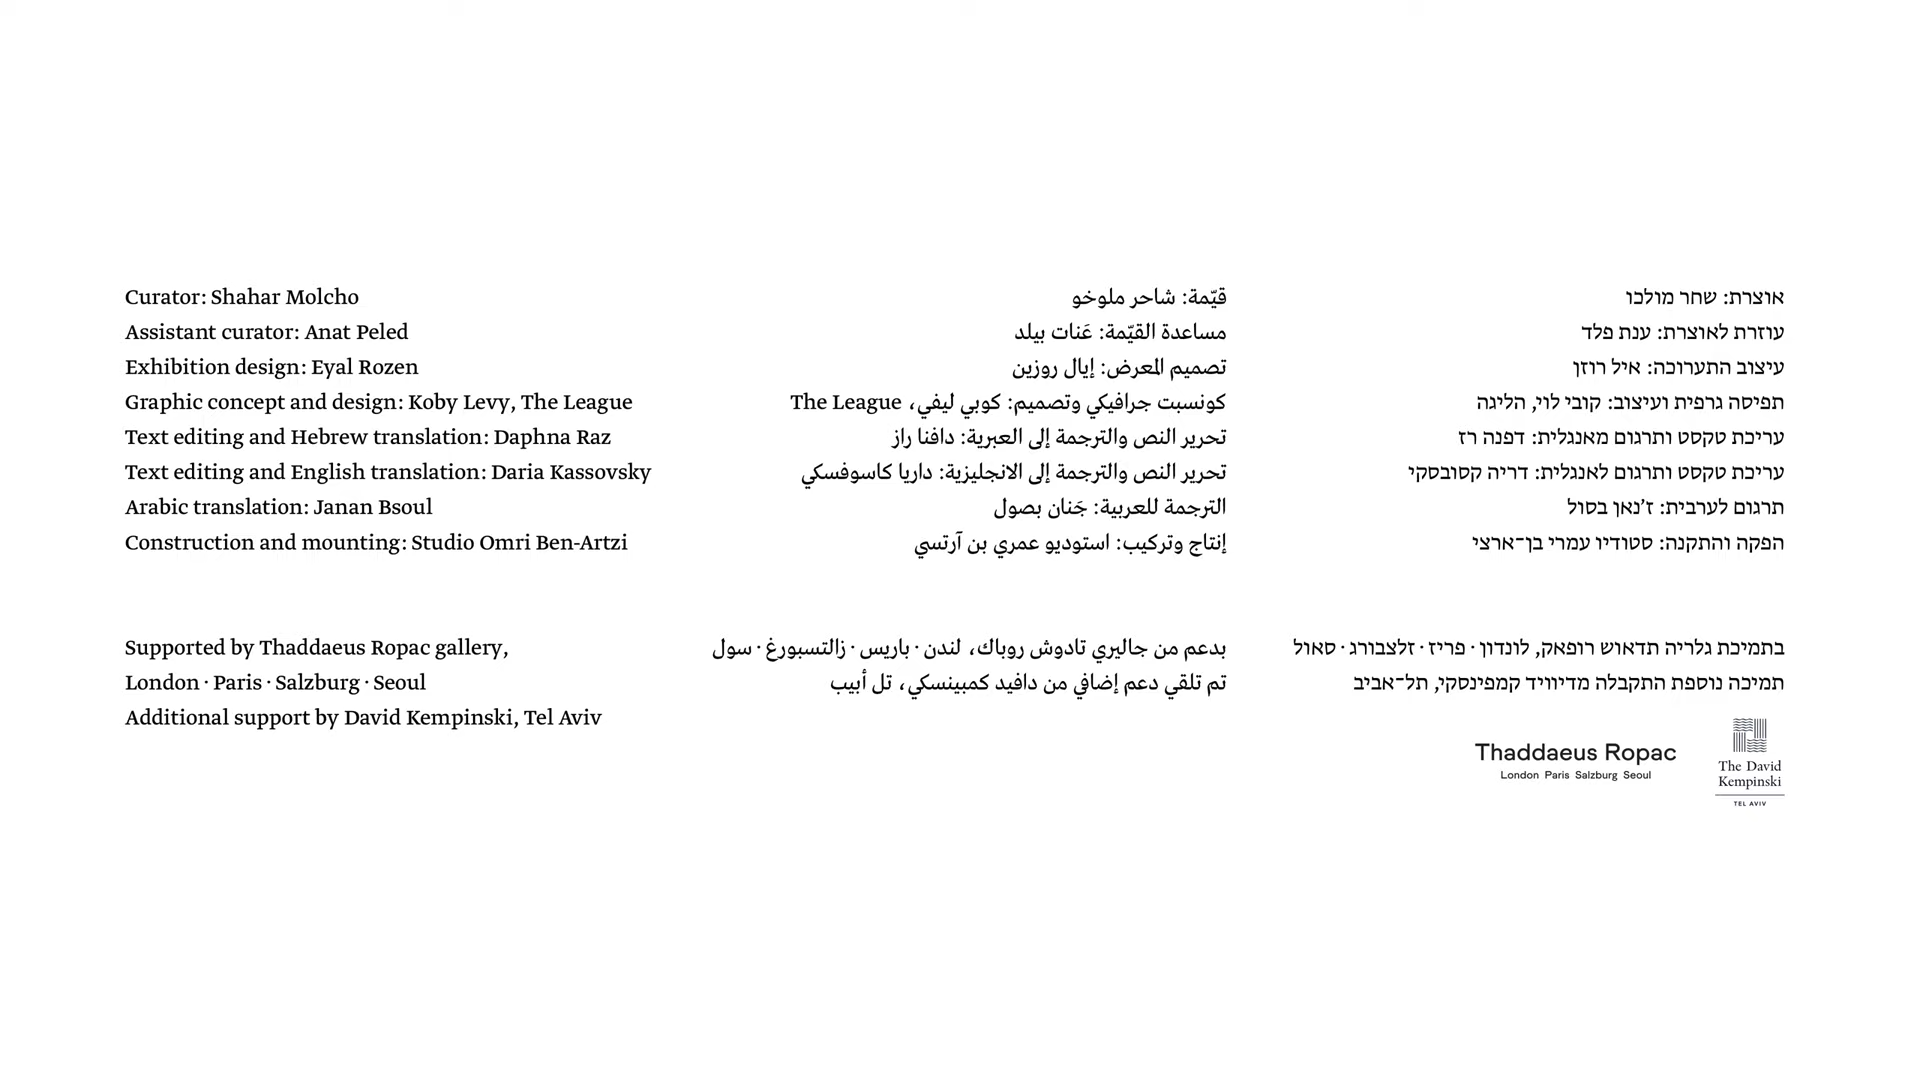 Curator: Shahar Molcho
Assistant curator: Anat Peled
Exhibition design: Eyal Rozen
Graphic concept and design: Koby Levy, The League
Text editing and Hebrew translation: Daphna Raz
Text editing and English translation: Daria Kassovsky
Arabic translation: Janan Bsoul
Construction and mounting: Studio Omri Ben-Artzi
Supported by Thaddaeus Ropac gallery,
London · Paris · Salzburg · Seoul
Additional support by David Kempinski, Tel Aviv
قيّمة: شاحر ملوخو
مساعدة القيّمة: عَنات بيلد
تصميم المعرض: إيال روزين
كونسبت جرافيكي وتصميم: كوبي ليفي، The League
تحرير النص والترجمة إلى العبرية: دافنا راز
تحرير النص والترجمة إلى الانجليزية: داريا كاسوفسكي
الترجمة للعربية: جَنان بصول
إنتاج وتركيب: استوديو عمري بن آرتسي
بدعم من جاليري تادوش روباك، لندن · باريس · زالتسبورغ · سول
تم تلقي دعم إضافي من دافيد كمبينسكي، تل أبيب
אוצרת: שחר מולכו
עוזרת לאוצרת: ענת פלד
עיצוב התערוכה: איל רוזן
תפיסה גרפית ועיצוב: קובי לוי, הליגה
עריכת טקסט ותרגום מאנגלית: דפנה רז
עריכת טקסט ותרגום לאנגלית: דריה קסובסקי
תרגום לערבית: ז׳נאן בסול
הפקה והתקנה: סטודיו עמרי בן־ארצי
בתמיכת גלריה תדאוש רופאק, לונדון · פריז · זלצבורג · סאול
תמיכה נוספת התקבלה מדיוויד קמפינסקי, תל־אביב
Thaddaeus Ropac
London Paris Salzburg Seoul
The David
Kempinski
TEL AVIV